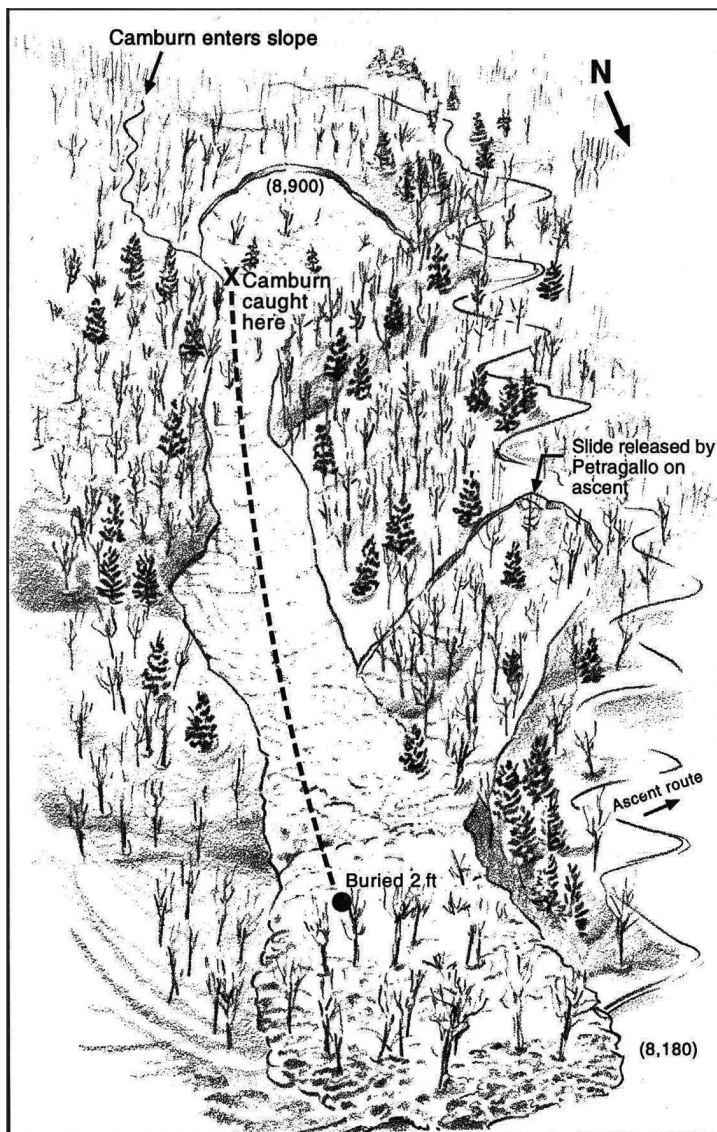 Camburn enters slope
N
(8,900)
X Camburn
caught
here
Slide released by
Petragallo on
ascent
Ascent route
Buried 2 ft
(8,180)